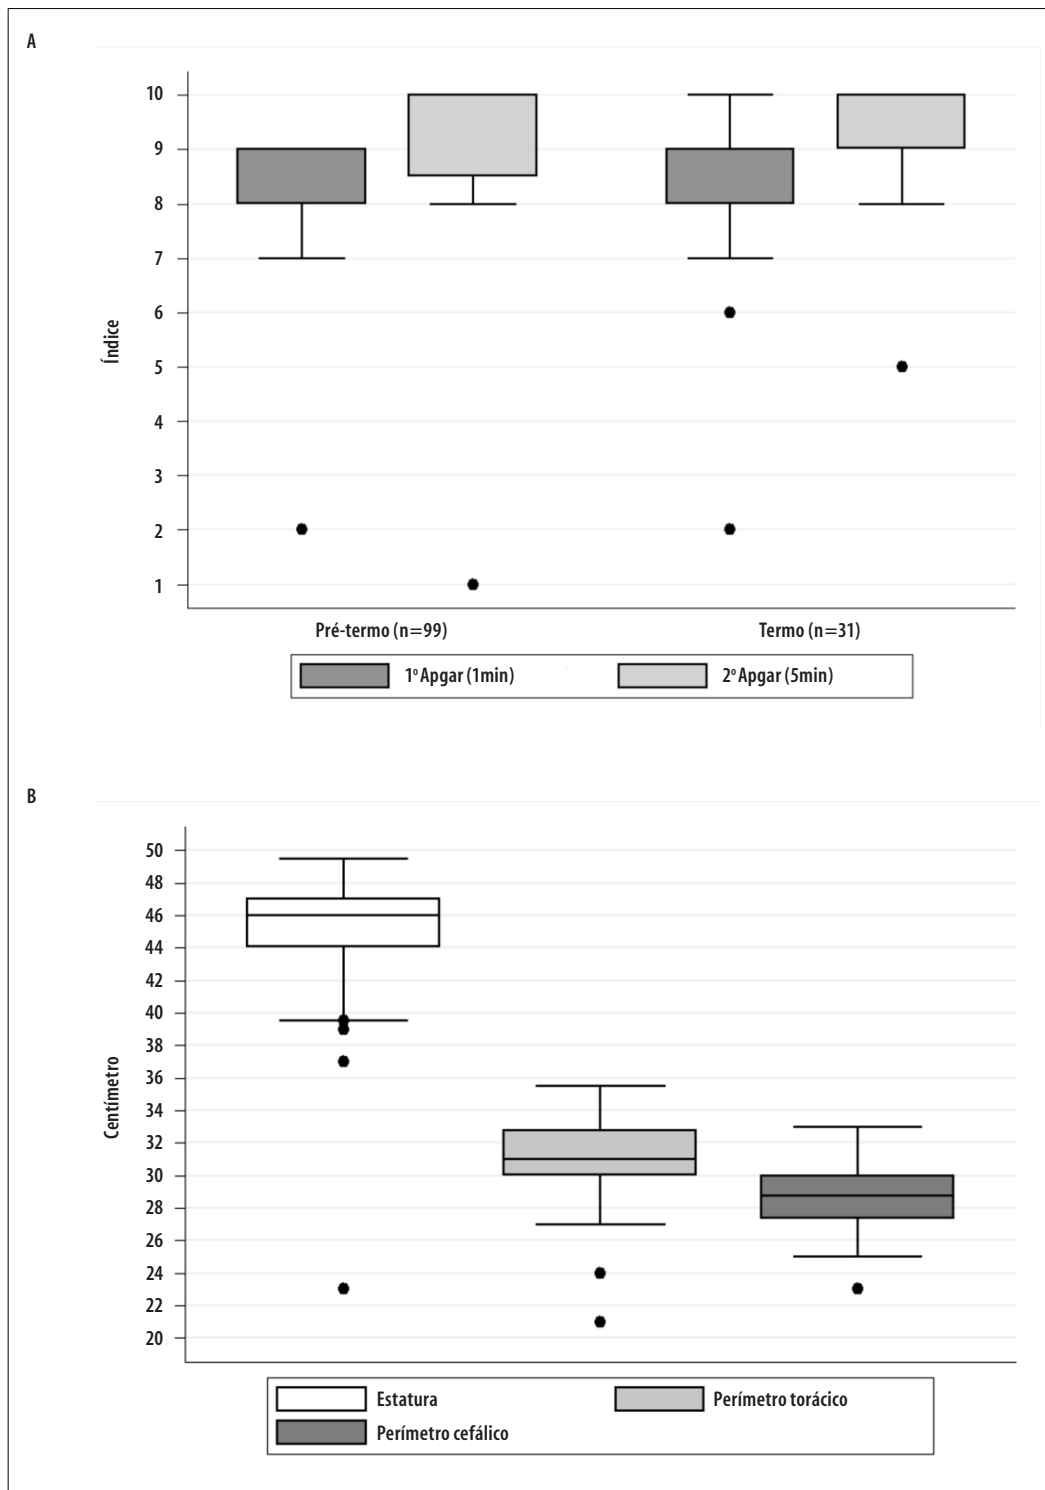 A
10
9
8
7
6
5
4
3
2
1
Índice
Pré-termo (n=99)
Termo (n=31)
1º Apgar (1min)
2º Apgar (5min)
B
50
48
46
44
42
40
38
36
34
32
30
28
26
24
22
20
Centímetro
Estatura
Perímetro torácico
Perímetro cefálico